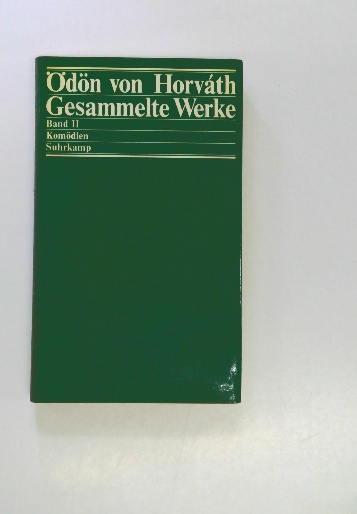 Ödön von Horváth
Gesammelte Werke
Band II
Komödien
Suhrkamp